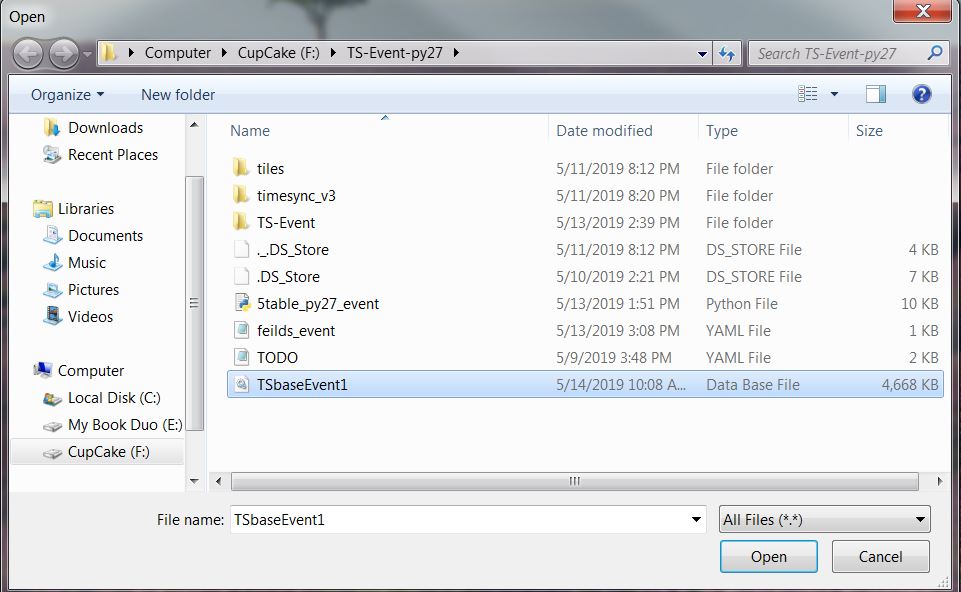 Open
Computer CupCake (F:) TS-Event-py27 Search TS-Event-py27
Organize New folder
Downloads
Recent Places
Libraries
Documents
Music
Pictures
Videos
Computer
Local Disk (C:)
My Book Duo (E:)
CupCake (F:)
Name Date modified Type Size
tiles 5/11/2019 8:12 PM File folder
timesync_v3 5/11/2019 8:20 PM File folder
TS-Event 5/13/2019 2:39 PM File folder
._.DS_Store 5/11/2019 8:12 PM DS_STORE File 4 KB
.DS_Store 5/10/2019 2:21 PM DS_STORE File 7 KB
5table_py27_event 5/13/2019 1:51 PM Python File 10 KB
feilds_event 5/13/2019 3:08 PM YAML File 1 KB
TODO 5/9/2019 3:48 PM YAML File 2 KB
TSbaseEvent1 5/14/2019 10:08 A... Data Base File 4,668 KB
File name: TSbaseEvent1 All Files (*.*)
Open Cancel